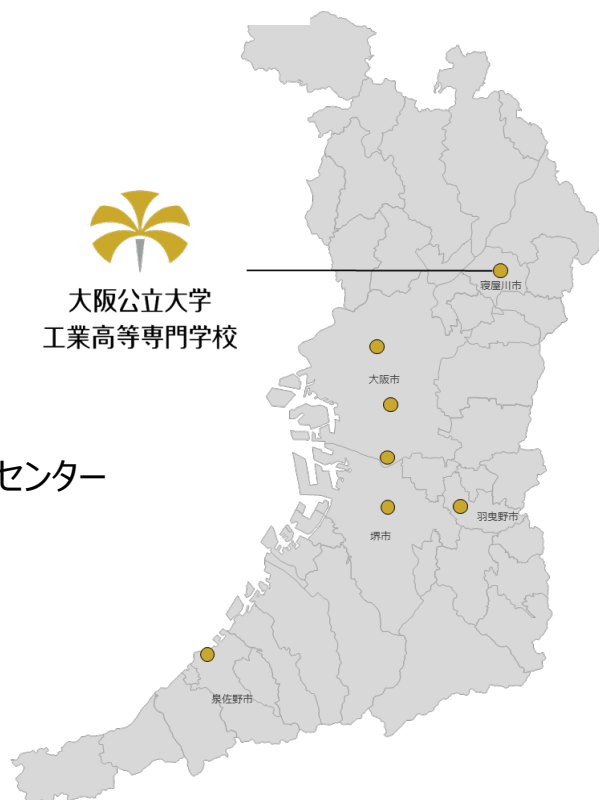 大阪公立大学
工業高等専門学校
寝屋川市
大阪市
センター
羽曳野市
堺市
泉佐野市